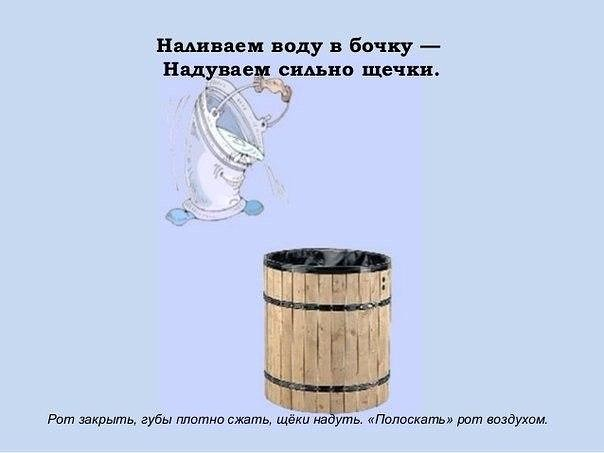 Наливаем воду в бочку —
Надуваем сильно щечки.
Рот закрыть, губы плотно сжать, щёки надуть. «Полоскать» рот воздухом.